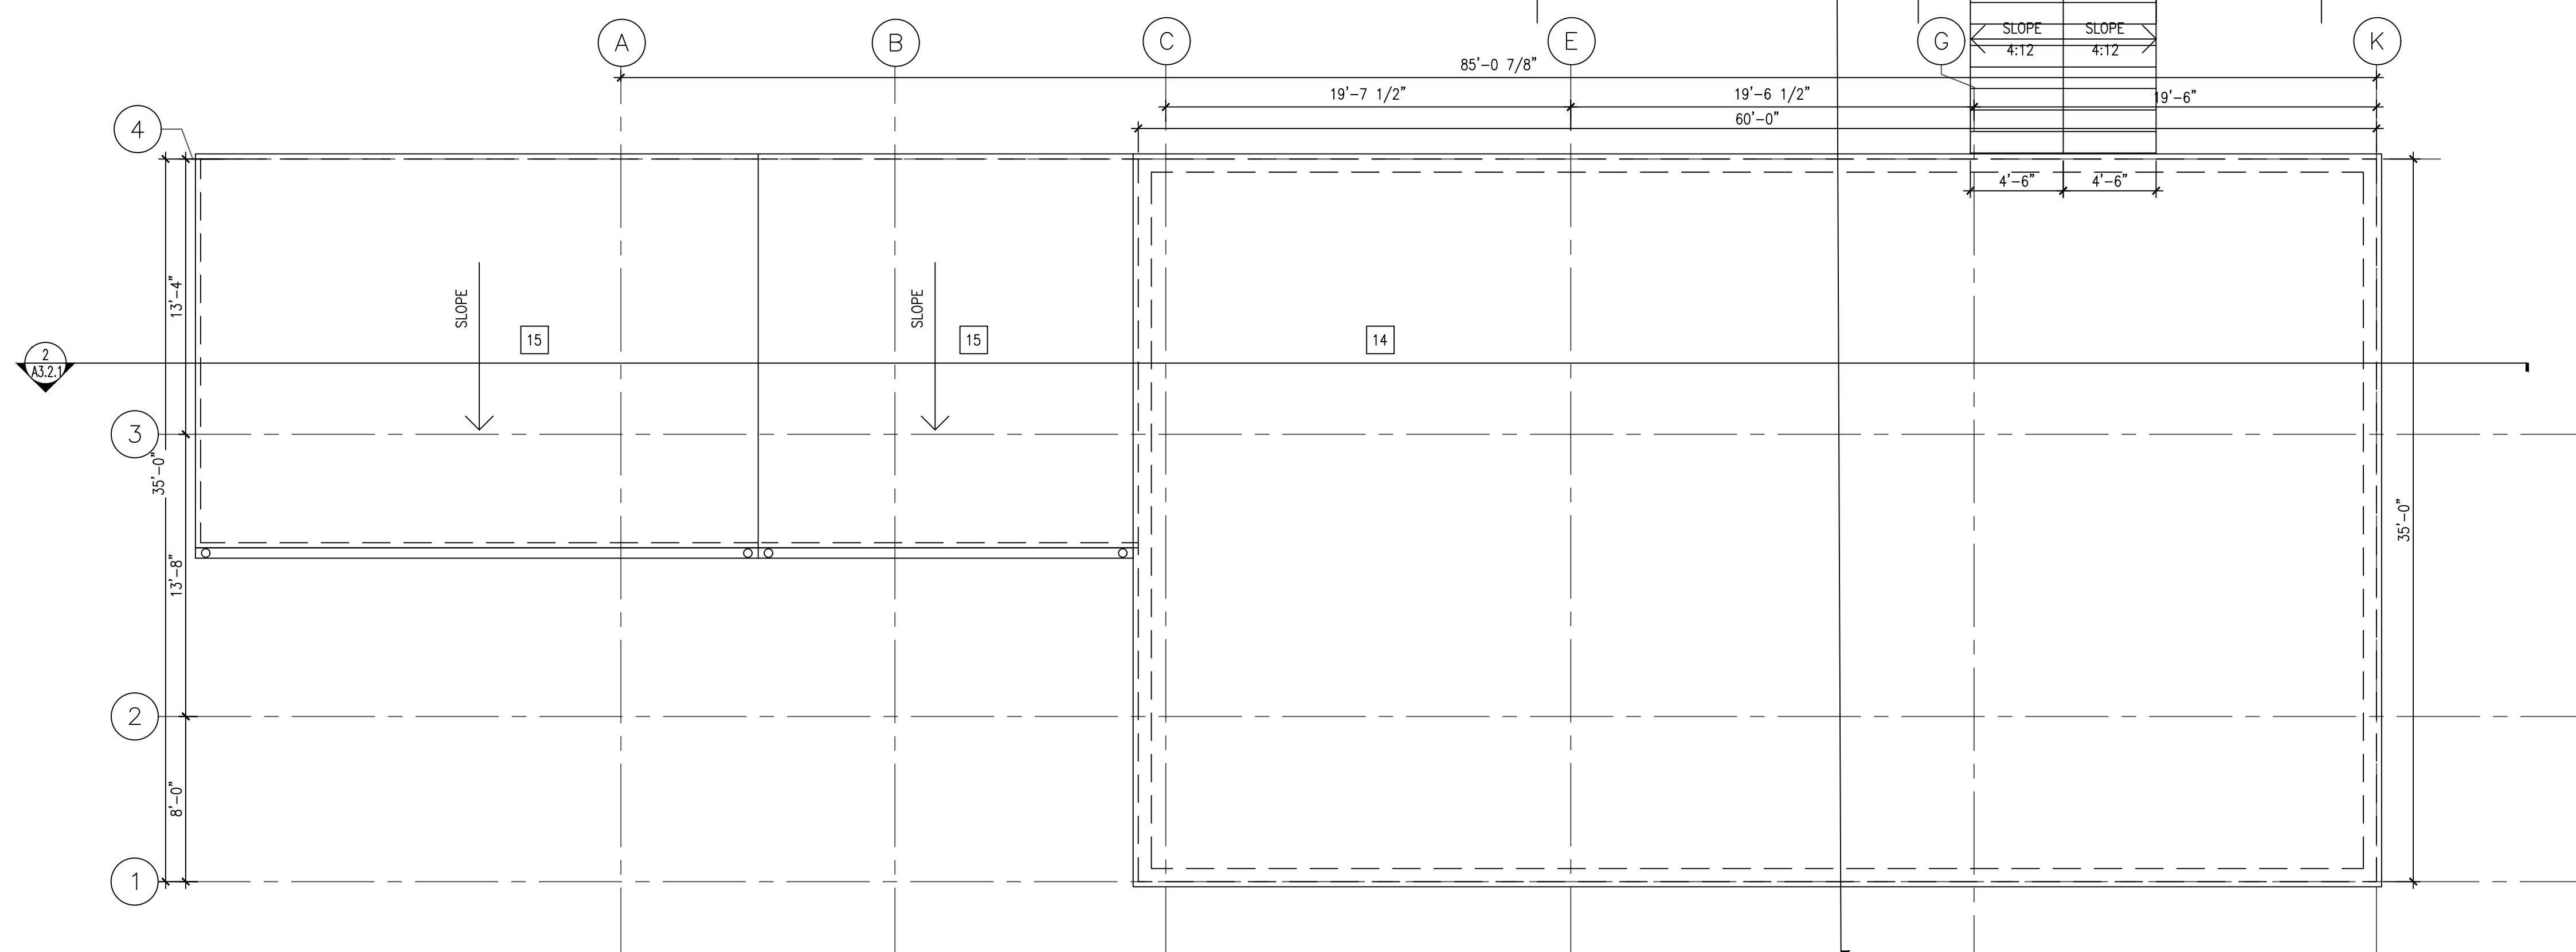 SLOPE SLOPE
4:12 4:12
A B C E G K
85'-0 7/8"
19'-7 1/2" 19'-6 1/2" 19'-6"
60'-0"
4
4'-6" 4'-6"
13'-4"
SLOPE
SLOPE
15
15
14
2
A3.2.1
3
35'-0"
35'-0"
13'-8"
2
8'-0"
1